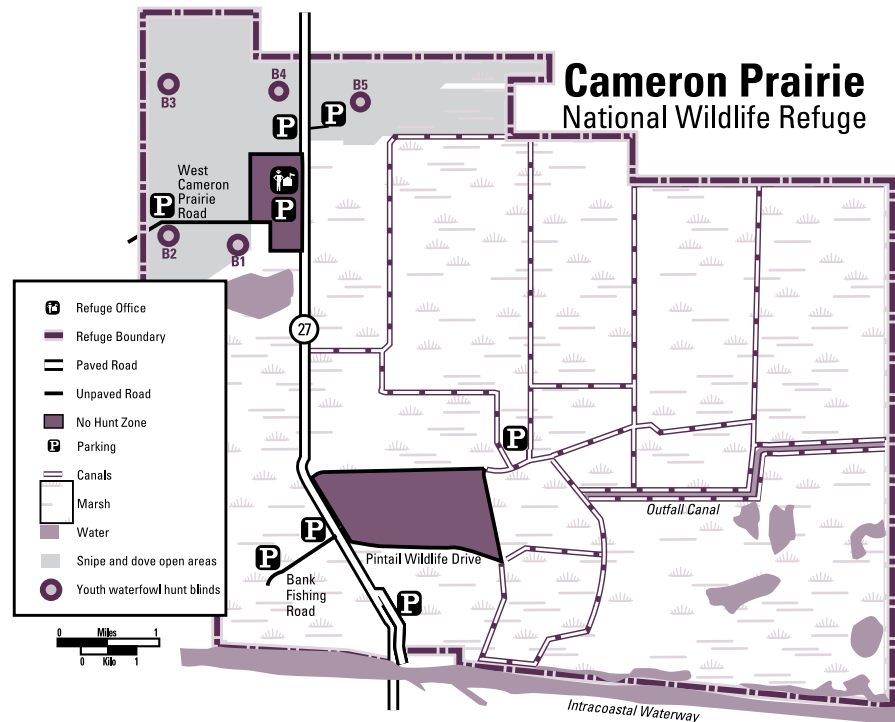 Cameron Prairie
National Wildlife Refuge
B3
B4
B5
P
P
West
Cameron
Prairie
Road
P
P
B2
B1
27
Refuge Office
Refuge Boundary
Paved Road
Unpaved Road
No Hunt Zone
P
Parking
Canals
Marsh
Water
Snipe and dove open areas
Youth waterfowl hunt blinds
0 Miles 1
0 Kilo 1
P
Outfall Canal
P
P
Pintail Wildlife Drive
Bank
Fishing
Road
P
Intracoastal Waterway